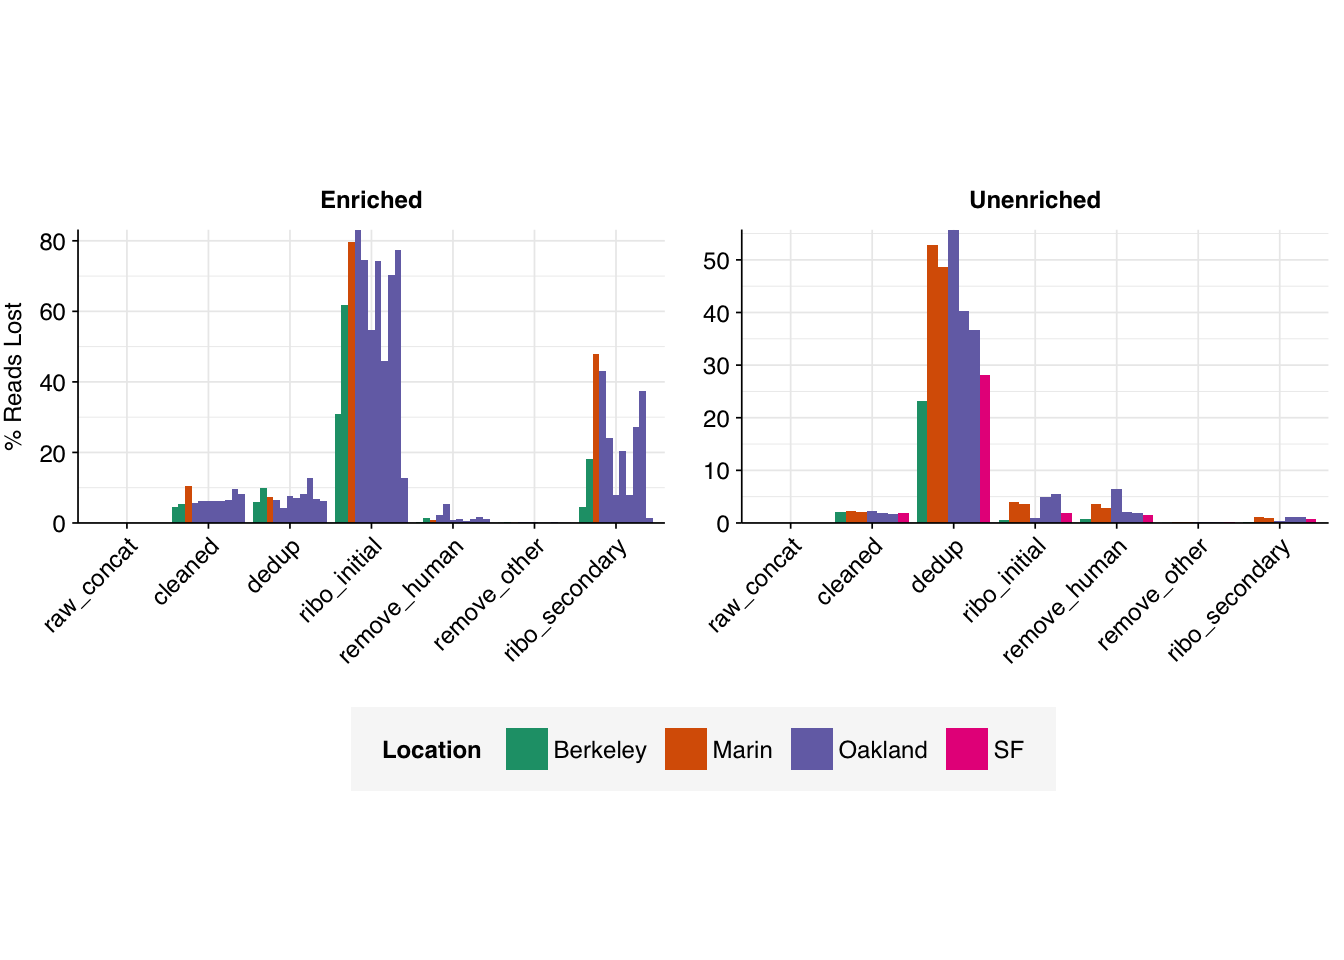 Enriched
Unenriched
% Reads Lost
80
60
40
20
0
50
40
30
20
10
0
raw_concat
cleaned
dedup
ribo_initial
remove_human
remove_other
ribo_secondary
raw_concat
cleaned
dedup
ribo_initial
remove_human
remove_other
ribo_secondary
Location Berkeley Marin Oakland SF